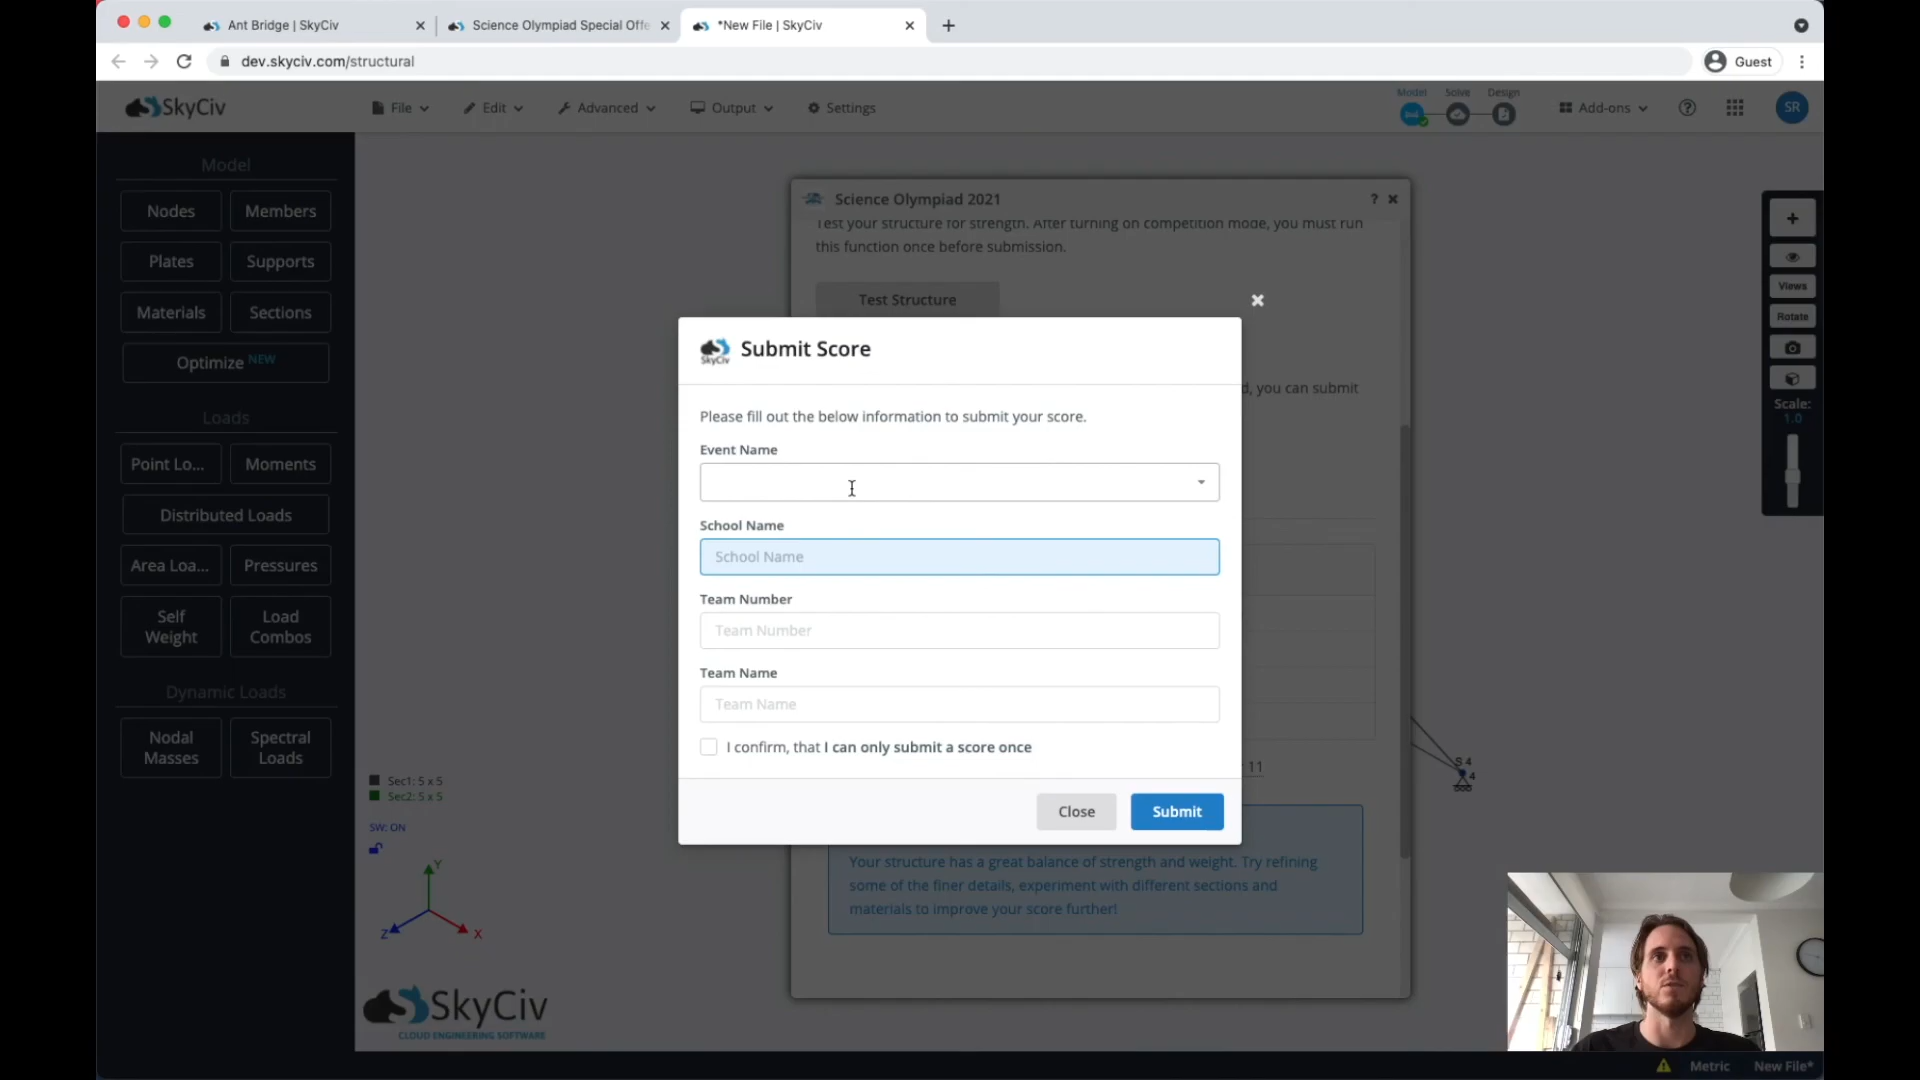 Ant Bridge | SkyCiv
Science Olympiad Special Offe
*New File | SkyCiv
dev.skyciv.com/structural
Guest
SkyCiv
File
Edit
Advanced
Output
Settings
Model
Solve
Design
Add-ons
SR
Model
Nodes
Members
Plates
Supports
Materials
Sections
Optimize NEW
Loads
Point Lo...
Moments
Distributed Loads
Area Loa...
Pressures
Self Weight
Load Combos
Dynamic Loads
Nodal Masses
Spectral Loads
Sec1: 5 x 5
Sec2: 5 x 5
SW: ON
Y
Z
X
SkyCiv
CLOUD ENGINEERING SOFTWARE
Science Olympiad 2021
?
Test your structure for strength. After turning on competition mode, you must run
this function once before submission.
Test Structure
d, you can submit
11
Your structure has a great balance of strength and weight. Try refining
some of the finer details, experiment with different sections and
materials to improve your score further!
SkyCiv
Submit Score
Please fill out the below information to submit your score.
Event Name
School Name
School Name
Team Number
Team Number
Team Name
Team Name
I confirm, that I can only submit a score once
Close
Submit
S 4
4
Views
Rotate
Scale:
1.0
Metric
New File*